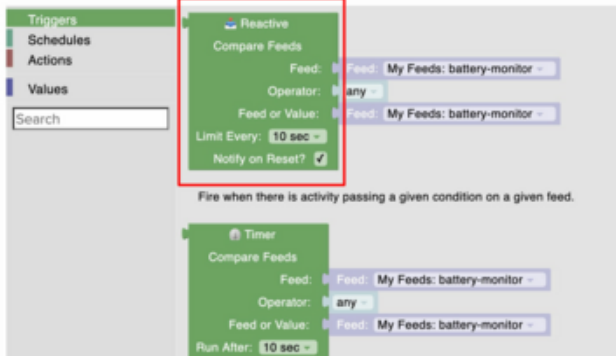 Triggers
Schedules
Actions
Values
Search
Reactive
Compare Feeds
Feed: Feed: My Feeds: battery-monitor
Operator: any
Feed or Value: Feed: My Feeds: battery-monitor
Limit Every: 10 sec
Notify on Reset?
Fire when there is activity passing a given condition on a given feed.
Timer
Compare Feeds
Feed: Feed: My Feeds: battery-monitor
Operator: any
Feed or Value: Feed: My Feeds: battery-monitor
Run After: 10 sec